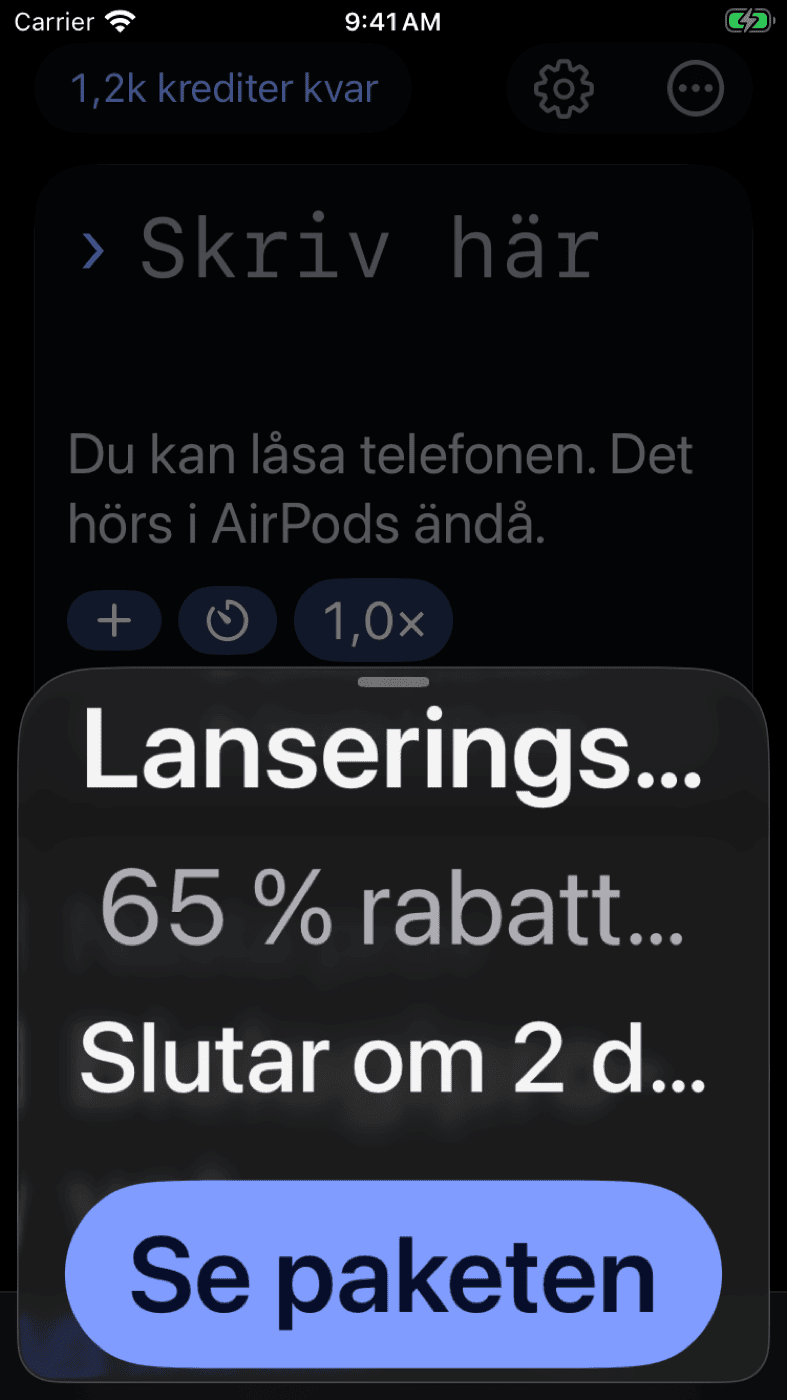 Carrier 9:41 AM
1,2k krediter kvar
› Skriv här
Du kan låsa telefonen. Det
hörs i AirPods ändå.
1,0×
Lanserings…
65 % rabatt…
Slutar om 2 d…
Se paketen